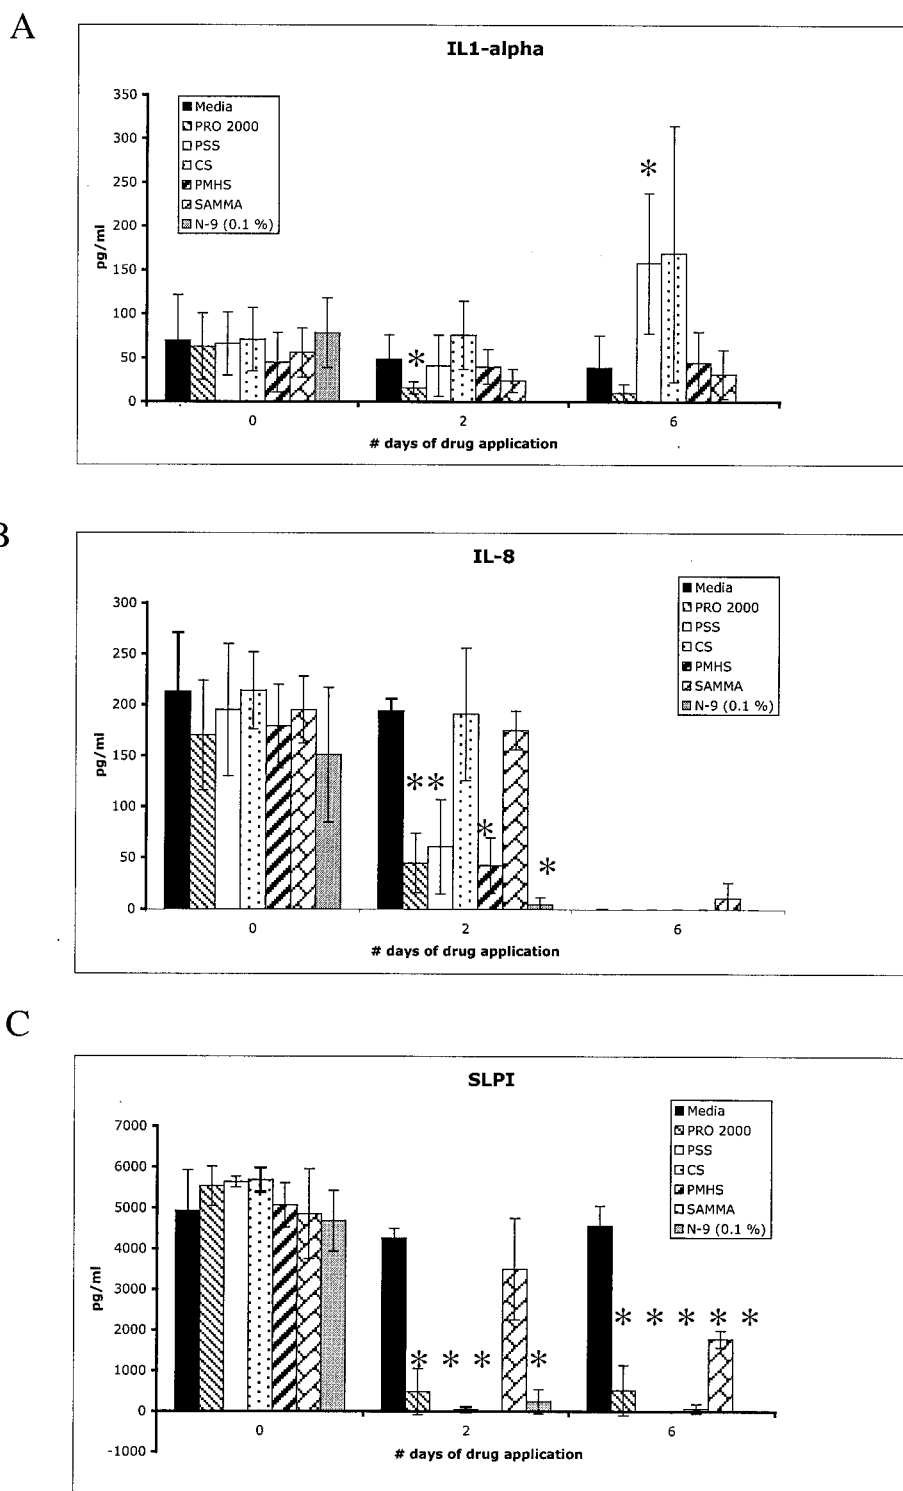 A
IL1-alpha
350
300
250
200
150
100
50
0
pg/ml
Media
PRO 2000
PSS
CS
PMHS
SAMMA
N-9 (0.1 %)
*
*
0 2 6
# days of drug application
B
IL-8
300
250
200
150
100
50
0
pg/ml
Media
PRO 2000
PSS
CS
PMHS
SAMMA
N-9 (0.1 %)
* *
*
*
0 2 6
# days of drug application
C
SLPI
7000
6000
5000
4000
3000
2000
1000
0
-1000
pg/ml
Media
PRO 2000
PSS
CS
PMHS
SAMMA
N-9 (0.1 %)
* * * *
* * * * *
0 2 6
# days of drug application